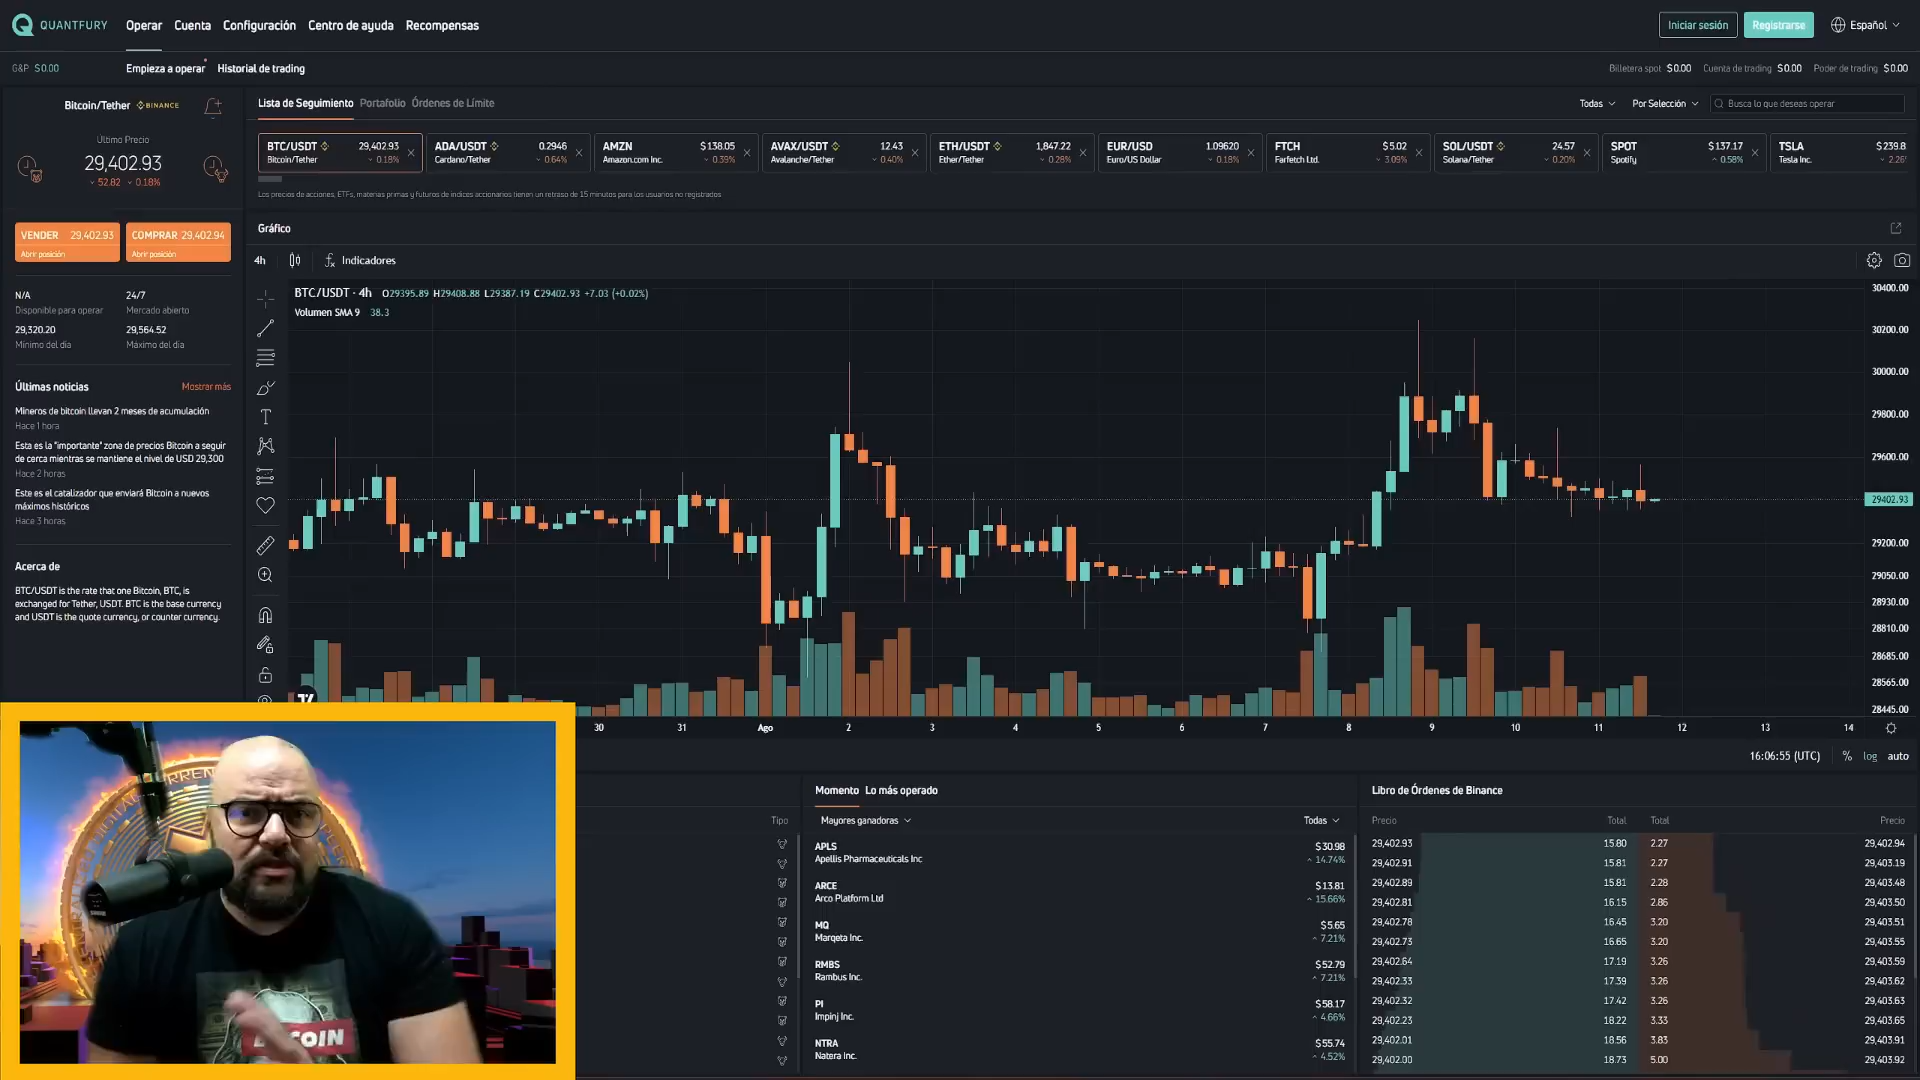 QUANTFURY Operar Cuenta Configuración Centro de ayuda Recompensas Iniciar sesión Registrarse Español
G&P $0.00 Empieza a operar Historial de trading Billetera spot $0.00 Cuenta de trading $0.00 Poder de trading $0.00
Bitcoin/Tether BINANCE
Último Precio
29,402.93
52.82 0.18%
VENDER 29,402.93
Abrir posición
COMPRAR 29,402.94
Abrir posición
N/A 24/7
Disponible para operar Mercado abierto
29,320.20 29,564.52
Mínimo del día Máximo del día
Últimas noticias Mostrar más
Mineros de bitcoin llevan 2 meses de acumulación
Hace 1 hora
Esta es la "importante" zona de precios Bitcoin a seguir
de cerca mientras se mantiene el nivel de USD 29,300
Hace 2 horas
Este es el catalizador que enviará Bitcoin a nuevos
máximos históricos
Hace 3 horas
Acerca de
BTC/USDT is the rate that one Bitcoin, BTC, is
exchanged for Tether, USDT. BTC is the base currency
and USDT is the quote currency, or counter currency.
Lista de Seguimiento Portafolio Órdenes de Límite Todas Por Selección Busca lo que deseas operar
BTC/USDT 29,402.93
Bitcoin/Tether 0.18%
ADA/USDT 0.2946
Cardano/Tether 0.64%
AMZN $138.05
Amazon.com Inc. 0.39%
AVAX/USDT 12.43
Avalanche/Tether 0.40%
ETH/USDT 1,847.22
Ether/Tether 0.28%
EUR/USD 1.09620
Euro/US Dollar 0.18%
FTCH $5.02
Farfetch Ltd. 3.09%
SOL/USDT 24.57
Solana/Tether 0.20%
SPOT $137.17
Spotify 0.58%
TSLA $239.8
Tesla Inc. 2.26
Los precios de acciones, ETFs, materias primas y futuros de índices accionarios tienen un retraso de 15 minutos para los usuarios no registrados
Gráfico
4h Indicadores
BTC/USDT · 4h O29395.89 H29408.88 L29387.19 C29402.93 +7.03 (+0.02%)
Volumen SMA 9 38.3
30400.00
30200.00
30000.00
29800.00
29600.00
29402.93
29200.00
29050.00
28930.00
28810.00
28685.00
28565.00
28445.00
30 31 Ago 2 3 4 5 6 7 8 9 10 11 12 13 14
16:06:55 (UTC) % log auto
Tipo
Momento Lo más operado
Mayores ganadoras Todas
APLS $30.98
Apellis Pharmaceuticals Inc 14.74%
ARCE $13.81
Arco Platform Ltd 15.66%
MQ $5.65
Marqeta Inc. 7.21%
RMBS $52.79
Rambus Inc. 7.21%
PI $58.17
Impinj Inc. 4.66%
NTRA $55.74
Natera Inc. 4.52%
Libro de Órdenes de Binance
Precio Total Total Precio
29,402.93 15.80 2.27 29,402.94
29,402.91 15.81 2.27 29,403.19
29,402.89 15.81 2.28 29,403.48
29,402.81 16.15 2.86 29,403.50
29,402.78 16.45 3.20 29,403.51
29,402.73 16.65 3.20 29,403.55
29,402.64 17.19 3.26 29,403.59
29,402.33 17.39 3.26 29,403.62
29,402.32 17.42 3.26 29,403.63
29,402.23 18.22 3.33 29,403.65
29,402.01 18.56 3.83 29,403.91
29,402.00 18.73 5.00 29,403.92